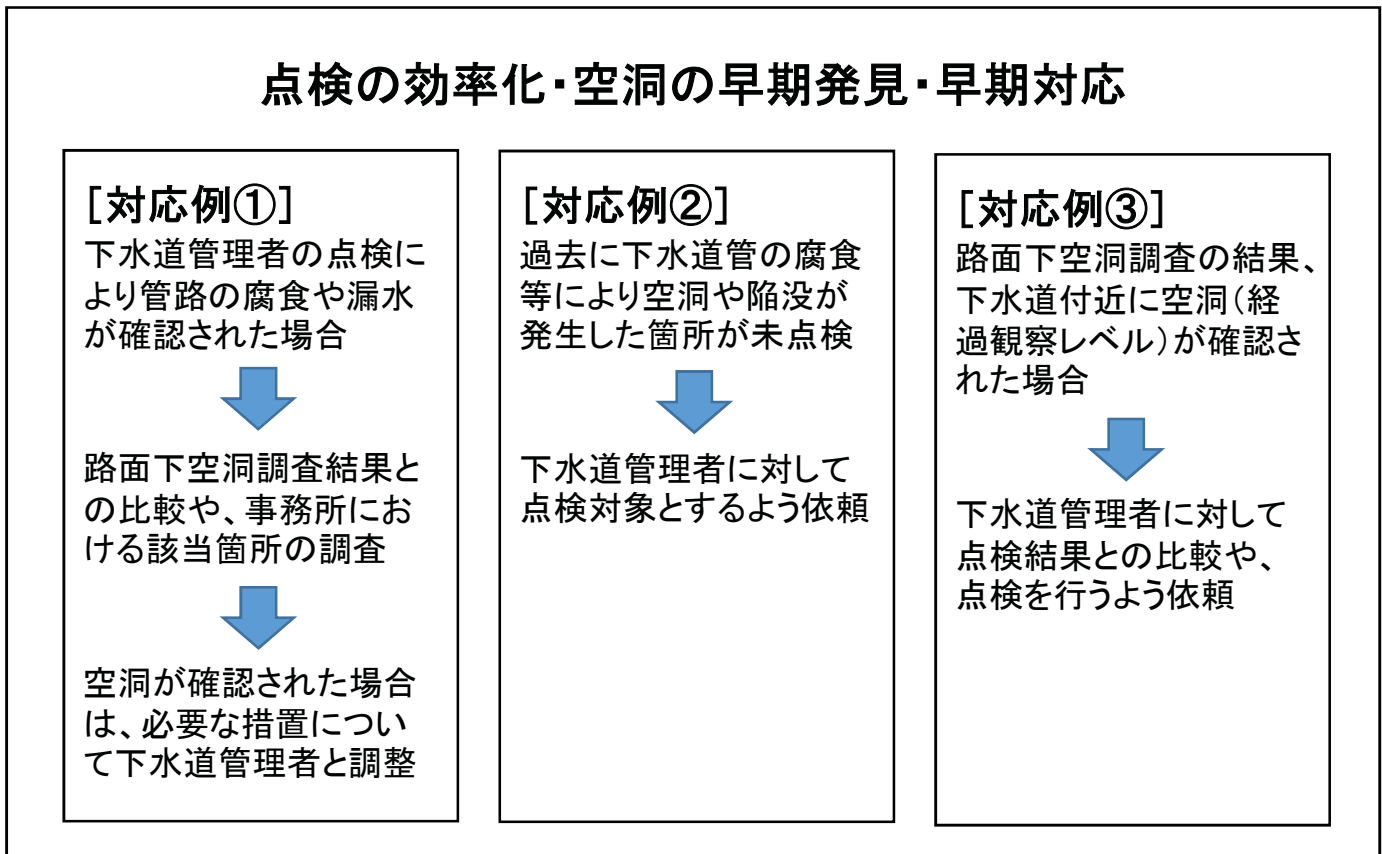 点検の効率化・空洞の早期発見・早期対応
[対応例①]
下水道管理者の点検に
より管路の腐食や漏水
が確認された場合
路面下空洞調査結果と
の比較や、事務所にお
ける該当箇所の調査
空洞が確認された場合
は、必要な措置につい
て下水道管理者と調整
[対応例②]
過去に下水道管の腐食
等により空洞や陥没が
発生した箇所が未点検
下水道管理者に対して
点検対象とするよう依頼
[対応例③]
路面下空洞調査の結果、
下水道付近に空洞(経
過観察レベル)が確認さ
れた場合
下水道管理者に対して
点検結果との比較や、
点検を行うよう依頼